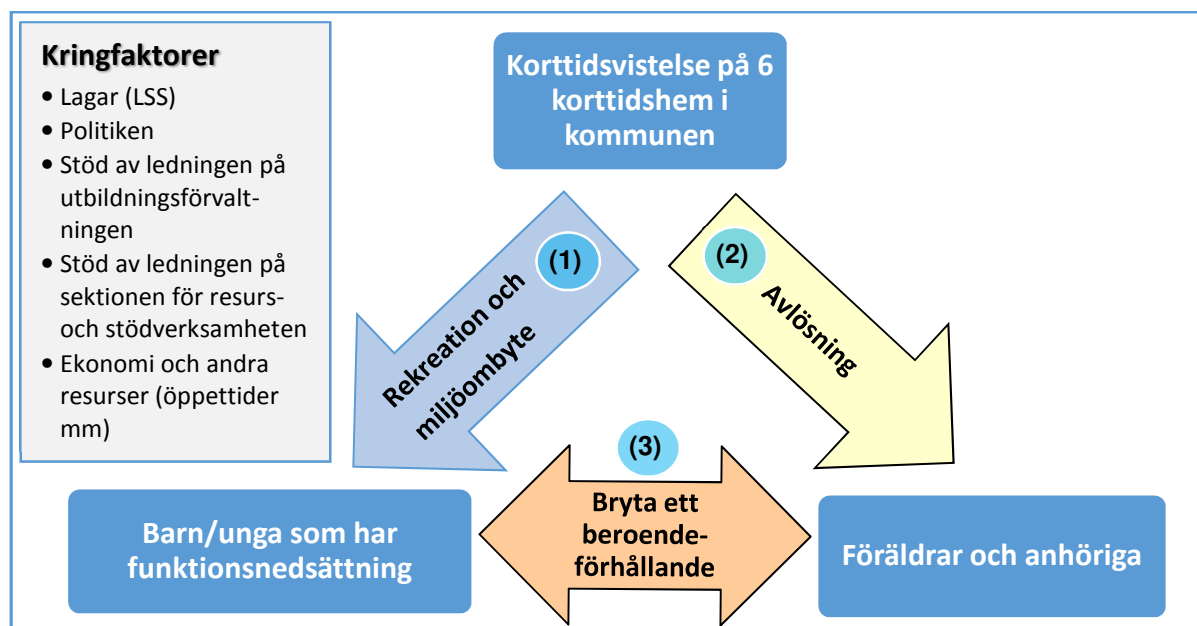 Kringfaktorer
• Lagar (LSS)
• Politiken
• Stöd av ledningen på
utbildningsförvalt-
ningen
• Stöd av ledningen på
sektionen för resurs-
och stödverksamheten
• Ekonomi och andra
resurser (öppettider
mm)
Korttidsvistelse på 6
korttidshem i
kommunen
(1)
Rekreation och
miljöombyte
(2)
Avlösning
(3)
Bryta ett
beroende-
förhållande
Barn/unga som har
funktionsnedsättning
Föräldrar och anhöriga